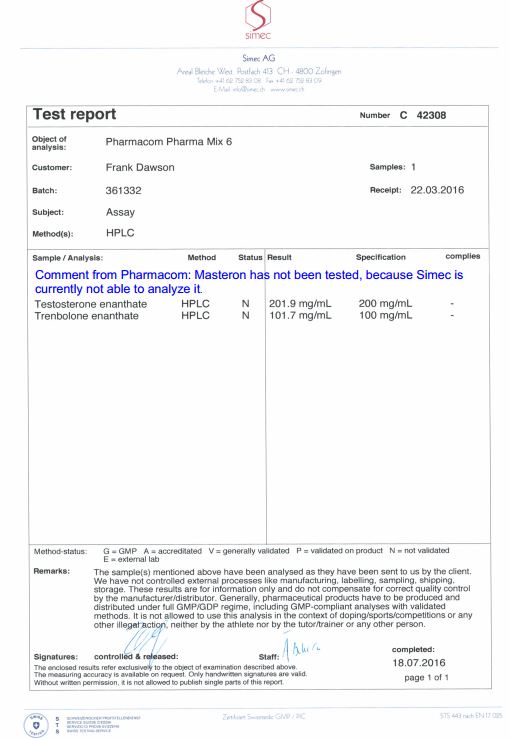 simec
Simec AG
Areal Bleiche West, Postfach 413, CH - 4800 Zofingen
Telefon +41 62 752 83 08 Fax +41 62 752 83 09
E-Mail: info@simec.ch www.simec.ch
Test report Number C 42308
Object of analysis: Pharmacom Pharma Mix 6
Customer: Frank Dawson Samples: 1
Batch: 361332 Receipt: 22.03.2016
Subject: Assay
Method(s): HPLC
Sample / Analysis: Method Status Result Specification complies
Comment from Pharmacom: Masteron has not been tested, because Simec is
currently not able to analyze it.
Testosterone enanthate HPLC N 201.9 mg/mL 200 mg/mL -
Trenbolone enanthate HPLC N 101.7 mg/mL 100 mg/mL -
Method-status: G = GMP A = accredited V = generally validated P = validated on product N = not validated
E = external lab
Remarks: The sample(s) mentioned above have been analysed as they have been sent to us by the client.
We have not controlled external processes like manufacturing, labelling, sampling, shipping,
storage. These results are for information only and do not compensate for correct quality control
by the manufacturer/distributor. Generally, pharmaceutical products have to be produced and
distributed under full GMP/GDP regime, including GMP-compliant analyses with validated
methods. It is not allowed to use this analysis in the context of doping/sports/competitions or any
other illegal action, neither by the athlete nor by the tutor/trainer or any other person.
Signatures: controlled & released: Staff: completed:
18.07.2016
The enclosed results refer exclusively to the object of examination described above.
The measuring accuracy is available on request. Only handwritten signatures are valid.
Without written permission, it is not allowed to publish single parts of this report.
page 1 of 1
S
T
S
SCHWEIZERISCHER PRÜFSTELLENDIENST
SERVICE SUISSE D'ESSAI
SERVIZIO DI PROVA SVIZZERO
SWISS TESTING SERVICE
Zertifiziert Swissmedic GMP / PIC
STS 443 nach EN 17 025